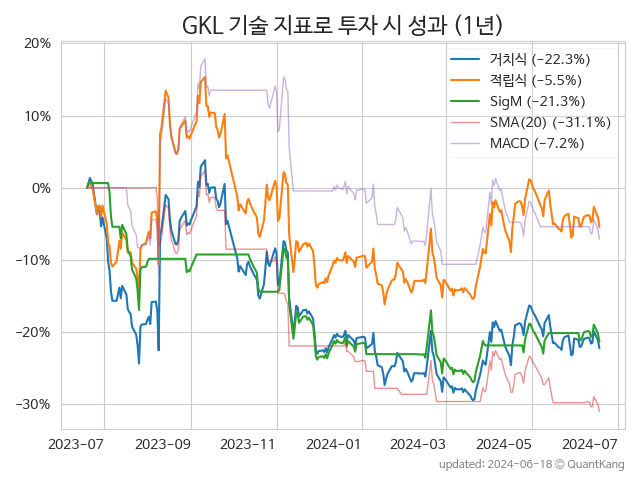 GKL 기술 지표로 투자 시 성과 (1년)
20%
10%
0%
−10%
−20%
−30%
거치식 (−22.3%)
적립식 (−5.5%)
SigM (−21.3%)
SMA(20) (−31.1%)
MACD (−7.2%)
2023-07
2023-09
2023-11
2024-01
2024-03
2024-05
2024-07
updated: 2024-06-18 © QuantKang